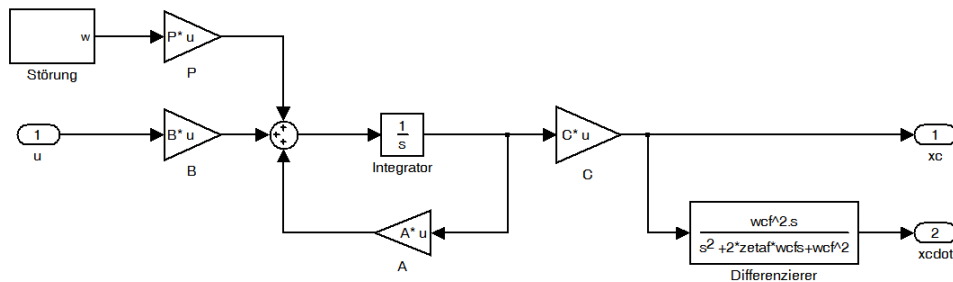 w
P* u
Störung
P
1
u
B* u
B
+
+
+
1
s
Integrator
C* u
C
1
xc
A* u
A
wcf^2.s
s2 +2*zetaf*wcfs+wcf^2
Differenzierer
2
xcdot